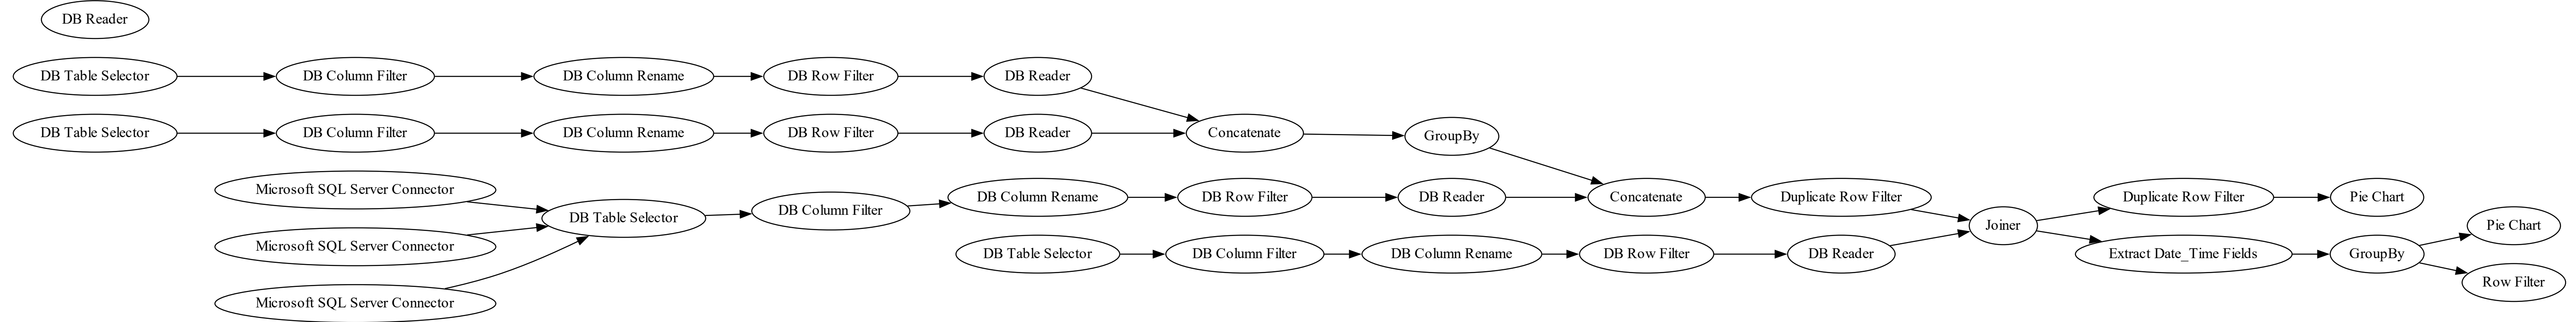 DB Reader
DB Table Selector
DB Column Filter
DB Column Rename
DB Row Filter
DB Reader
DB Table Selector
DB Column Filter
DB Column Rename
DB Row Filter
DB Reader
Concatenate
GroupBy
Microsoft SQL Server Connector
Microsoft SQL Server Connector
Microsoft SQL Server Connector
DB Table Selector
DB Column Filter
DB Column Rename
DB Row Filter
DB Reader
Concatenate
Duplicate Row Filter
DB Table Selector
DB Column Filter
DB Column Rename
DB Row Filter
DB Reader
Joiner
Duplicate Row Filter
Pie Chart
Extract Date_Time Fields
GroupBy
Pie Chart
Row Filter